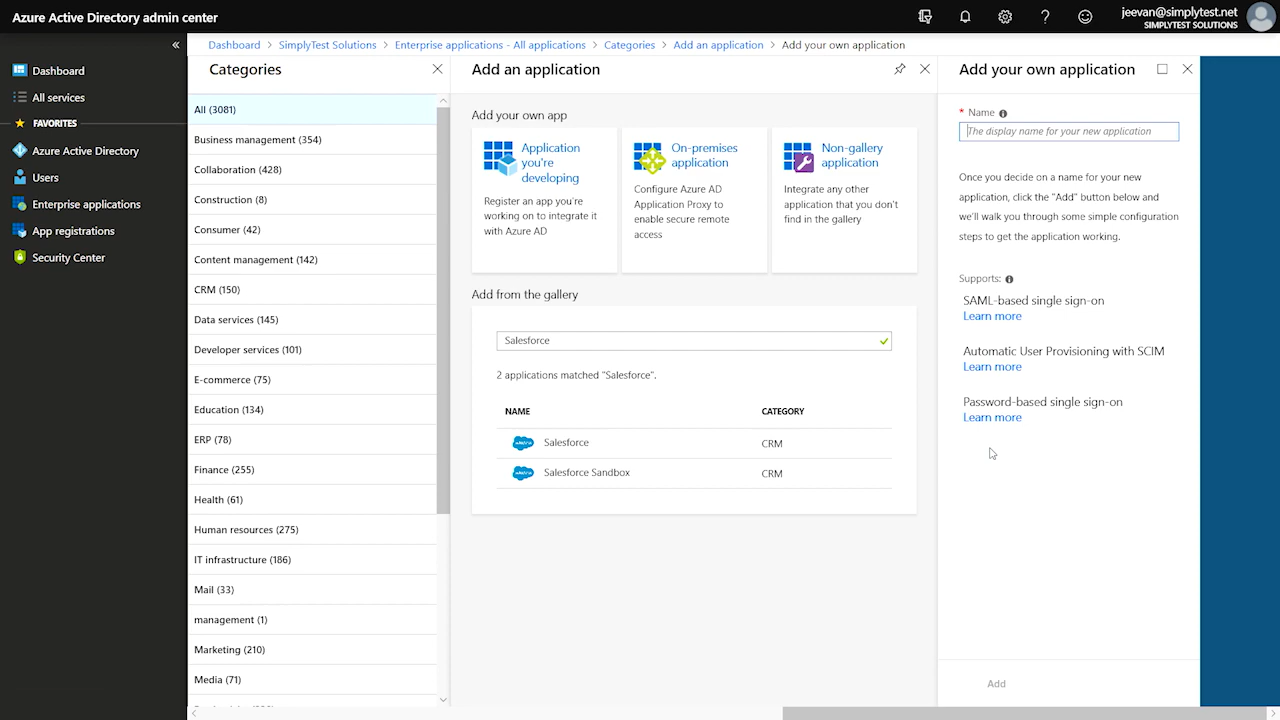 Azure Active Directory admin center
jeevan@simplytest.net
SIMPLYTEST SOLUTIONS
Dashboard
All services
FAVORITES
Azure Active Directory
Users
Enterprise applications
App registrations
Security Center
Dashboard > SimplyTest Solutions > Enterprise applications - All applications > Categories > Add an application > Add your own application
Categories
All (3081)
Business management (354)
Collaboration (428)
Construction (8)
Consumer (42)
Content management (142)
CRM (150)
Data services (145)
Developer services (101)
E-commerce (75)
Education (134)
ERP (78)
Finance (255)
Health (61)
Human resources (275)
IT infrastructure (186)
Mail (33)
management (1)
Marketing (210)
Media (71)
Add an application
Add your own app
Application
you're
developing
Register an app you're
working on to integrate it
with Azure AD
On-premises
application
Configure Azure AD
Application Proxy to
enable secure remote
access
Non-gallery
application
Integrate any other
application that you don't
find in the gallery
Add from the gallery
Salesforce
2 applications matched "Salesforce".
NAME CATEGORY
Salesforce CRM
Salesforce Sandbox CRM
Add your own application
* Name
The display name for your new application
Once you decide on a name for your new
application, click the "Add" button below and
we'll walk you through some simple configuration
steps to get the application working.
Supports:
SAML-based single sign-on
Learn more
Automatic User Provisioning with SCIM
Learn more
Password-based single sign-on
Learn more
Add